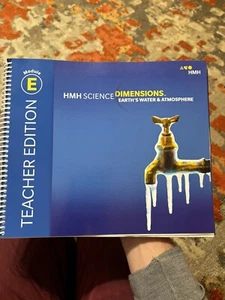 HMH
HMH SCIENCE DIMENSIONS.
EARTH'S WATER & ATMOSPHERE
Module
E
TEACHER EDITION